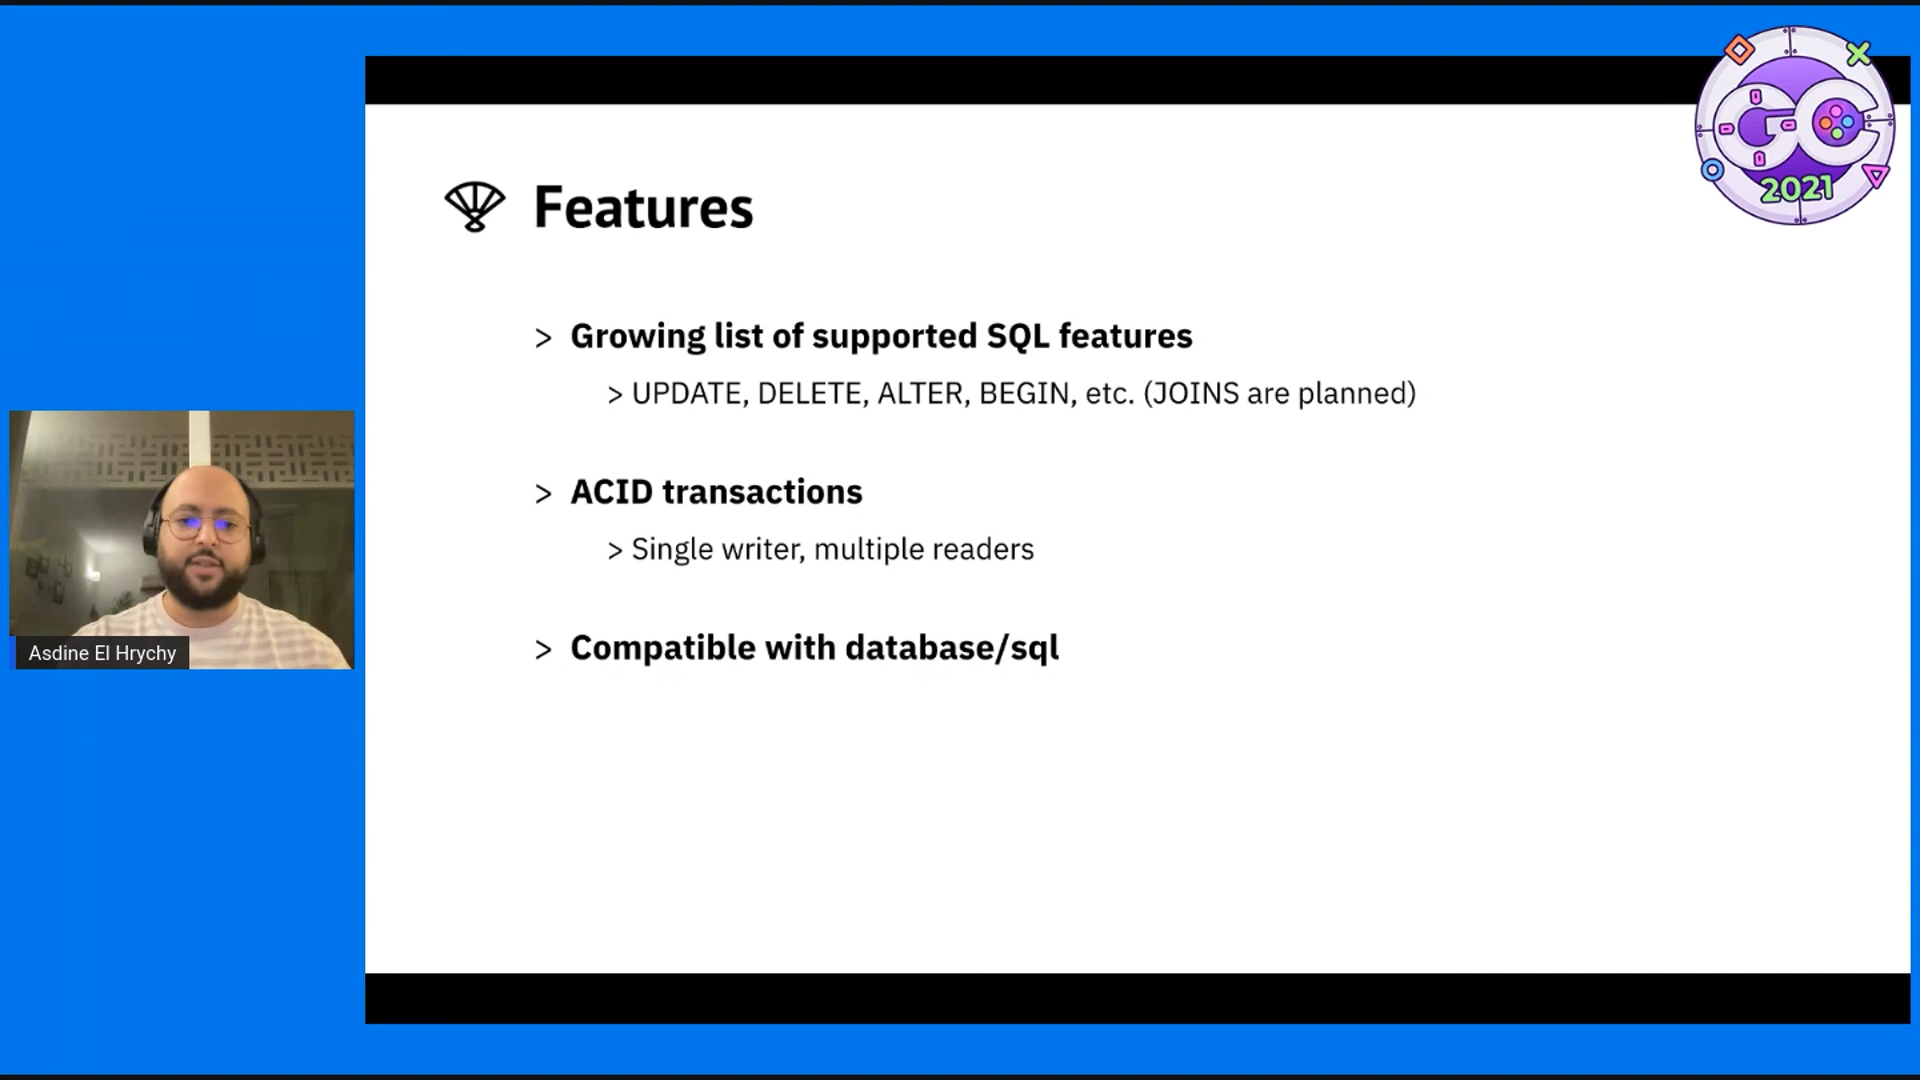 GC
2021
Features
> Growing list of supported SQL features
> UPDATE, DELETE, ALTER, BEGIN, etc. (JOINS are planned)
> ACID transactions
> Single writer, multiple readers
> Compatible with database/sql
Asdine El Hrychy